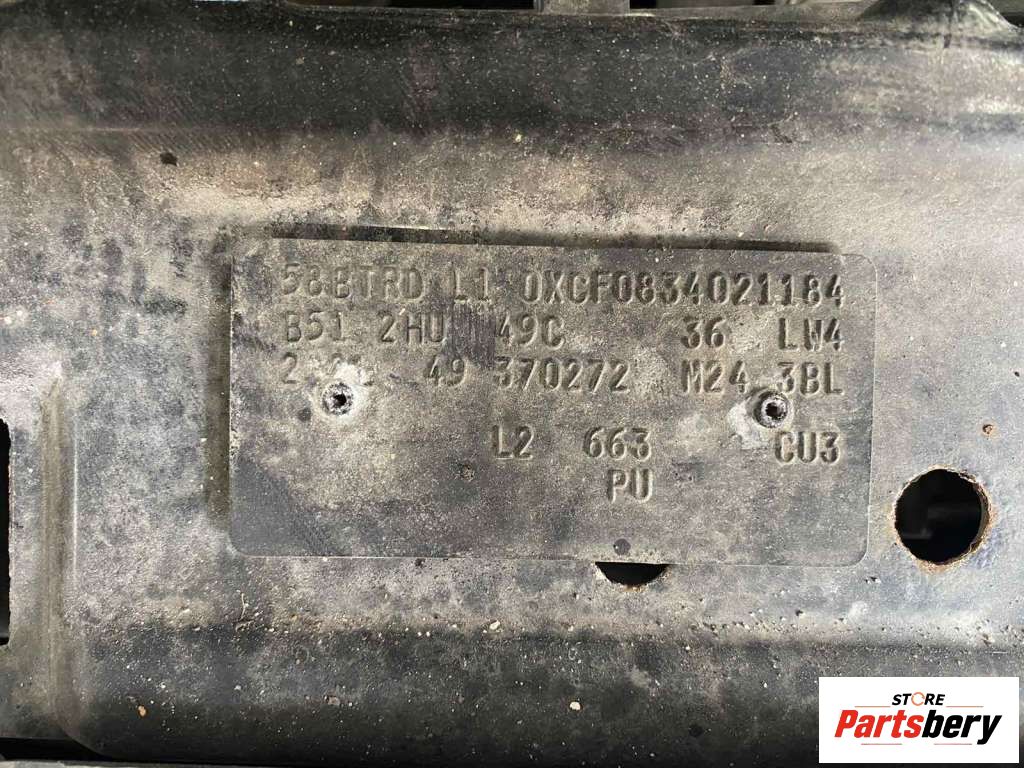 58BTRD L1 0XCF0834021184
B51 2HU 49C 36 LW4
49 370272 M24 3BL
L2 663 CU3
PU
STORE
Partsbery